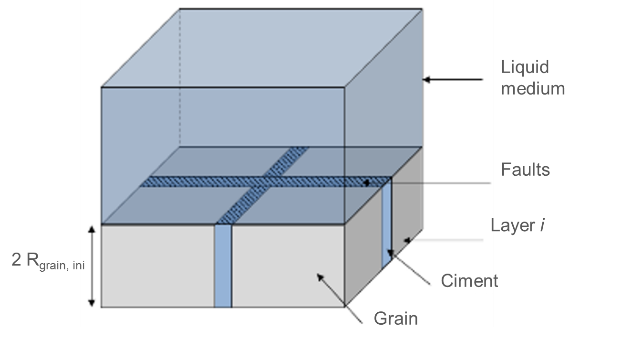 Liquid
medium
Faults
Layer i
2 Rgrain, ini
Ciment
Grain